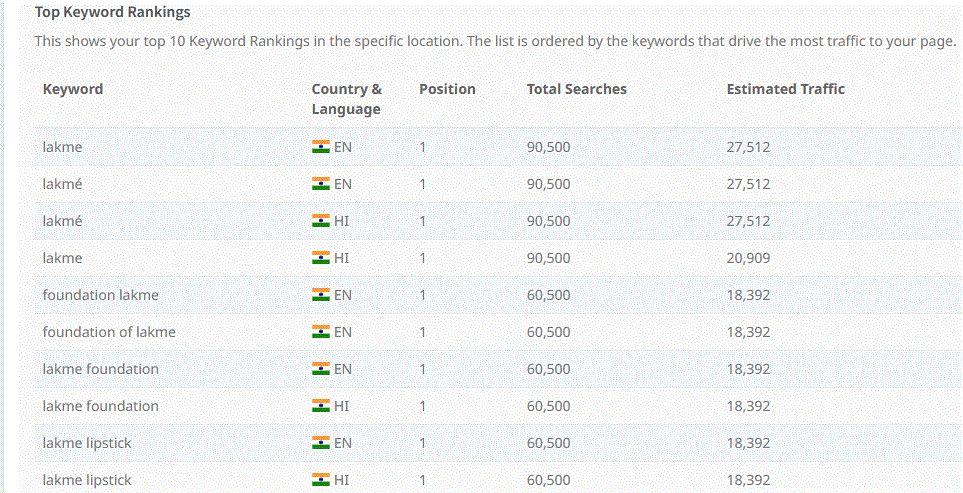 Top Keyword Rankings
This shows your top 10 Keyword Rankings in the specific location. The list is ordered by the keywords that drive the most traffic to your page.
Keyword Country & Language Position Total Searches Estimated Traffic
lakme EN 1 90,500 27,512
lakmé EN 1 90,500 27,512
lakmé HI 1 90,500 27,512
lakme HI 1 90,500 20,909
foundation lakme EN 1 60,500 18,392
foundation of lakme EN 1 60,500 18,392
lakme foundation EN 1 60,500 18,392
lakme foundation HI 1 60,500 18,392
lakme lipstick EN 1 60,500 18,392
lakme lipstick HI 1 60,500 18,392